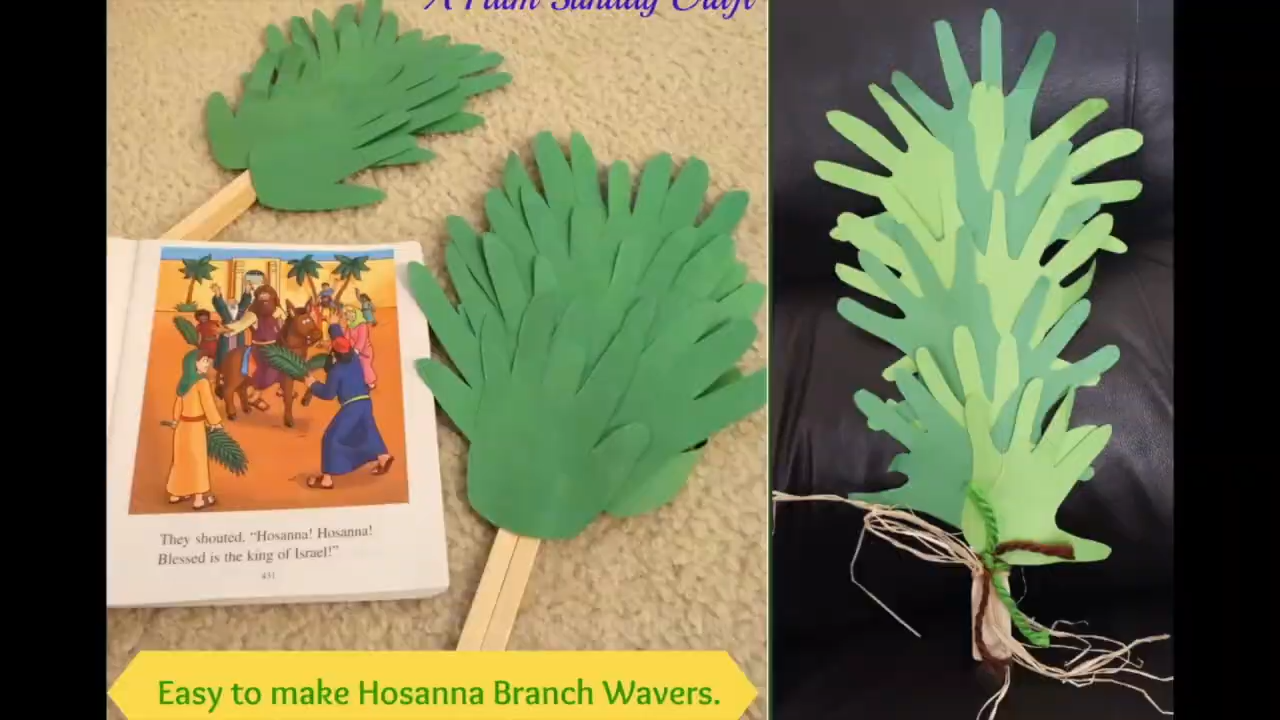 A Palm Sunday Craft
They shouted. "Hosanna! Hosanna!
Blessed is the king of Israel!"
431
Easy to make Hosanna Branch Wavers.